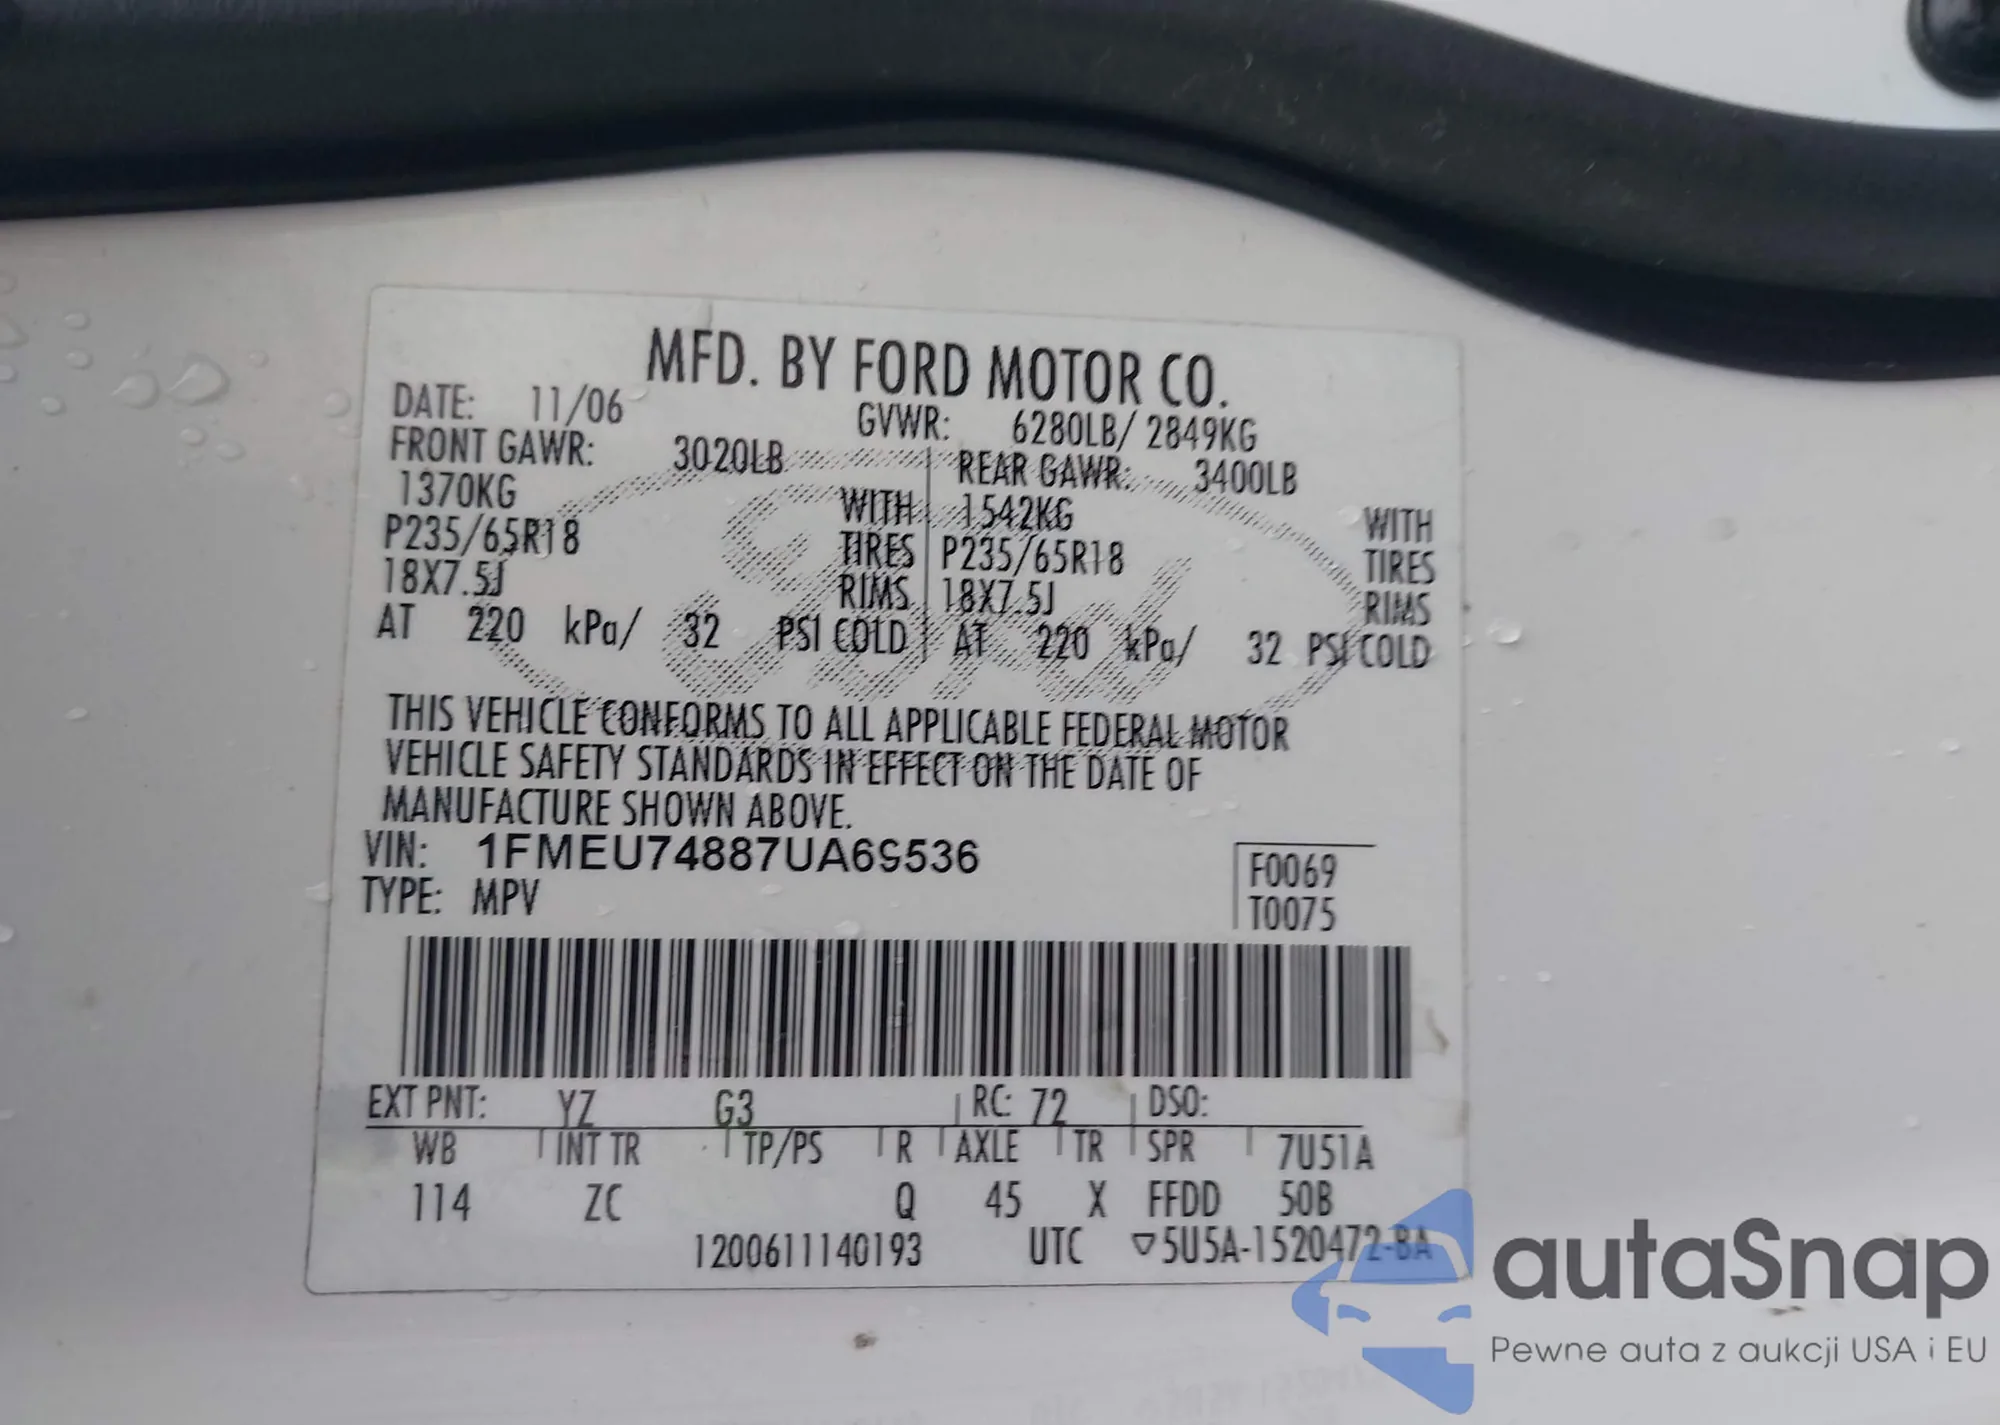 MFD. BY FORD MOTOR CO.
DATE: 11/06 GVWR: 6280LB/ 2849KG
FRONT GAWR: 3020LB REAR GAWR: 3400LB
1370KG WITH 1542KG WITH
P235/65R18 TIRES P235/65R18 TIRES
18X7.5J RIMS 18X7.5J RIMS
AT 220 kPa/ 32 PSI COLD AT 220 kPa/ 32 PSI COLD
Ford
THIS VEHICLE CONFORMS TO ALL APPLICABLE FEDERAL MOTOR
VEHICLE SAFETY STANDARDS IN EFFECT ON THE DATE OF
MANUFACTURE SHOWN ABOVE.
VIN: 1FMEU74887UA69536
TYPE: MPV
F0069
T0075
EXT PNT: YZ G3 RC: 72 DSO:
WB INT TR TP/PS R AXLE TR SPR 7U51A
114 ZC Q 45 X FFDD 50B
1200611140193 UTC ▽5U5A-1520472-BA
autaSnap
Pewne auta z aukcji USA i EU